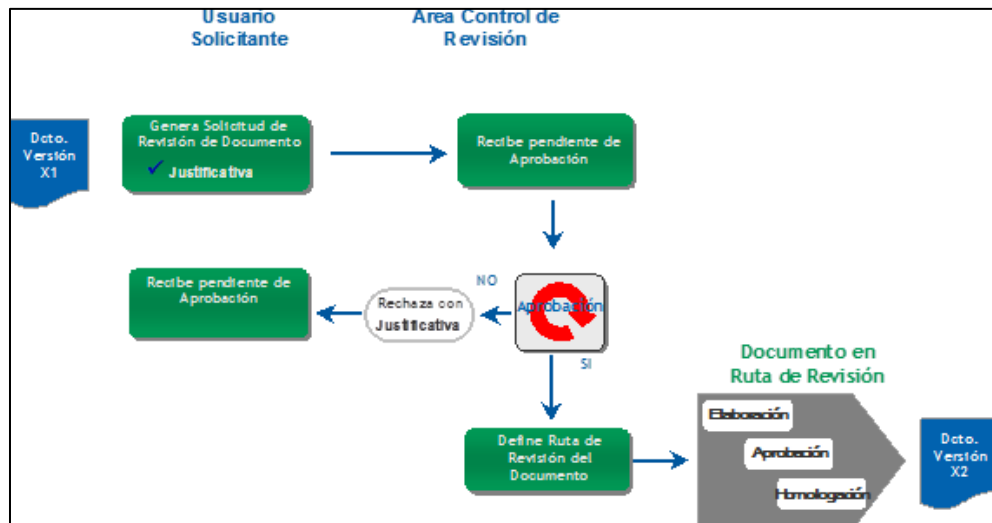 Usuario
Solicitante
Area Control de
Revisión
Dcto.
Versión
X1
Genera Solicitud de
Revisión de Documento
✓ Justificativa
Recibe pendiente de
Aprobación
Recibe pendiente de
Aprobación
NO
Rechaza con
Justificativa
Aprobación
SI
Define Ruta de
Revisión del
Documento
Documento en
Ruta de Revisión
Elaboración
Aprobación
Homologación
Dcto.
Versión
X2